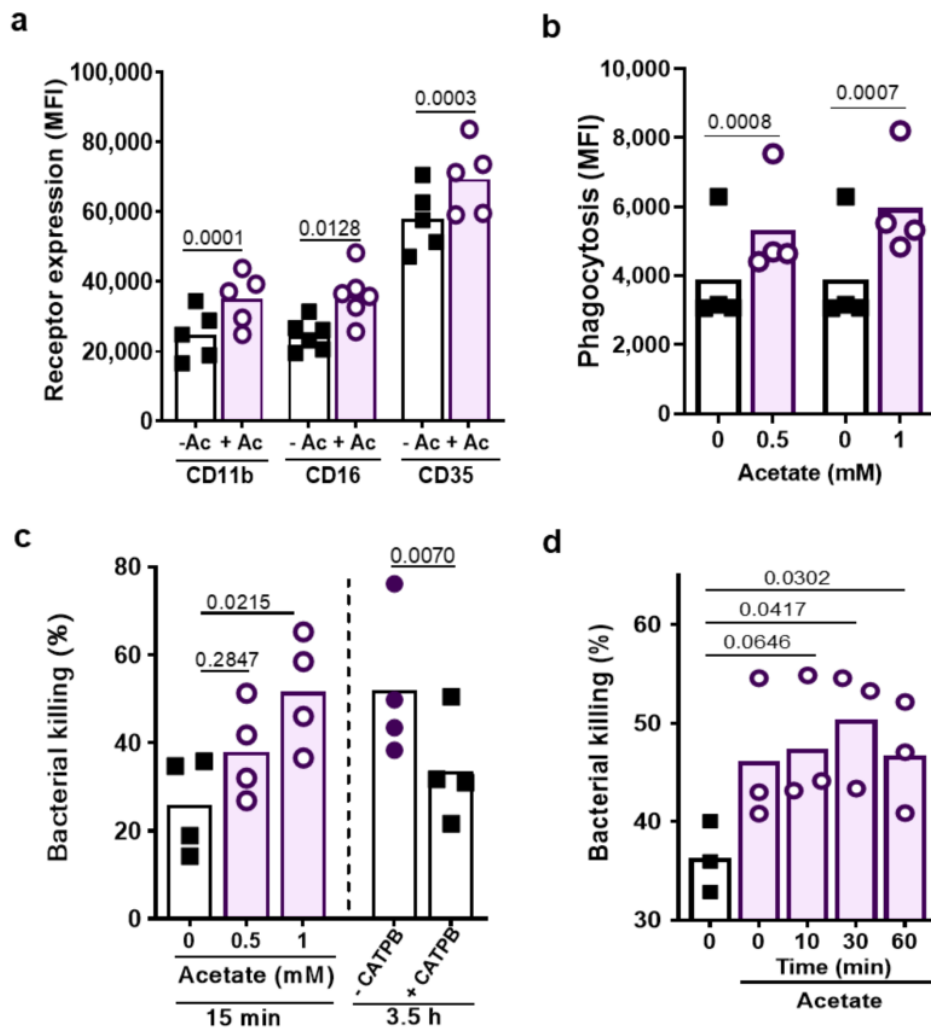 a
Receptor expression (MFI)
100,000
80,000
60,000
40,000
20,000
0
0.0001
0.0128
0.0003
-Ac + Ac - Ac + Ac - Ac + Ac
CD11b CD16 CD35
b
Phagocytosis (MFI)
10,000
8,000
6,000
4,000
2,000
0
0.0008
0.0007
0 0.5 0 1
Acetate (mM)
c
Bacterial killing (%)
80
60
40
20
0
0.0215
0.2847
0.0070
0 0.5 1
Acetate (mM)
15 min
- CATPB
+ CATPB
3.5 h
d
Bacterial killing (%)
60
50
40
30
0.0302
0.0417
0.0646
0 0 10 30 60
Time (min)
Acetate